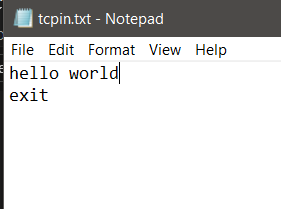 tcpin.txt - Notepad
File Edit Format View Help
hello world
exit